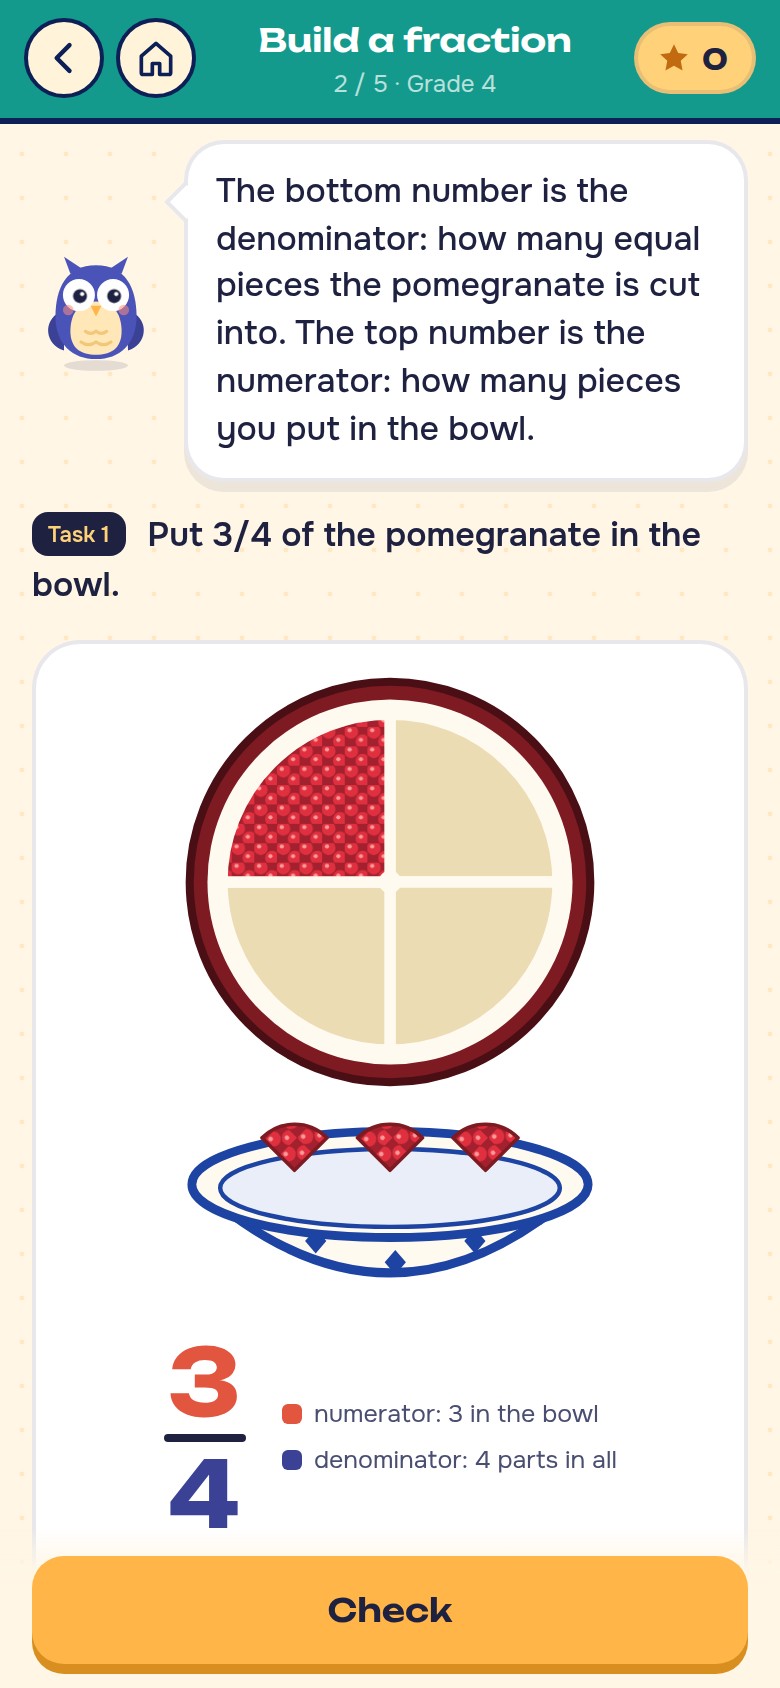 Build a fraction
2 / 5 · Grade 4
0
The bottom number is the
denominator: how many equal
pieces the pomegranate is cut
into. The top number is the
numerator: how many pieces
you put in the bowl.
Task 1 Put 3/4 of the pomegranate in the
bowl.
3
4
numerator: 3 in the bowl
denominator: 4 parts in all
Check